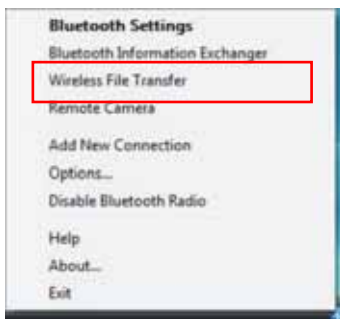 Bluetooth Settings
Bluetooth Information Exchanger
Wireless File Transfer
Remote Camera
Add New Connection
Options...
Disable Bluetooth Radio
Help
About...
Exit